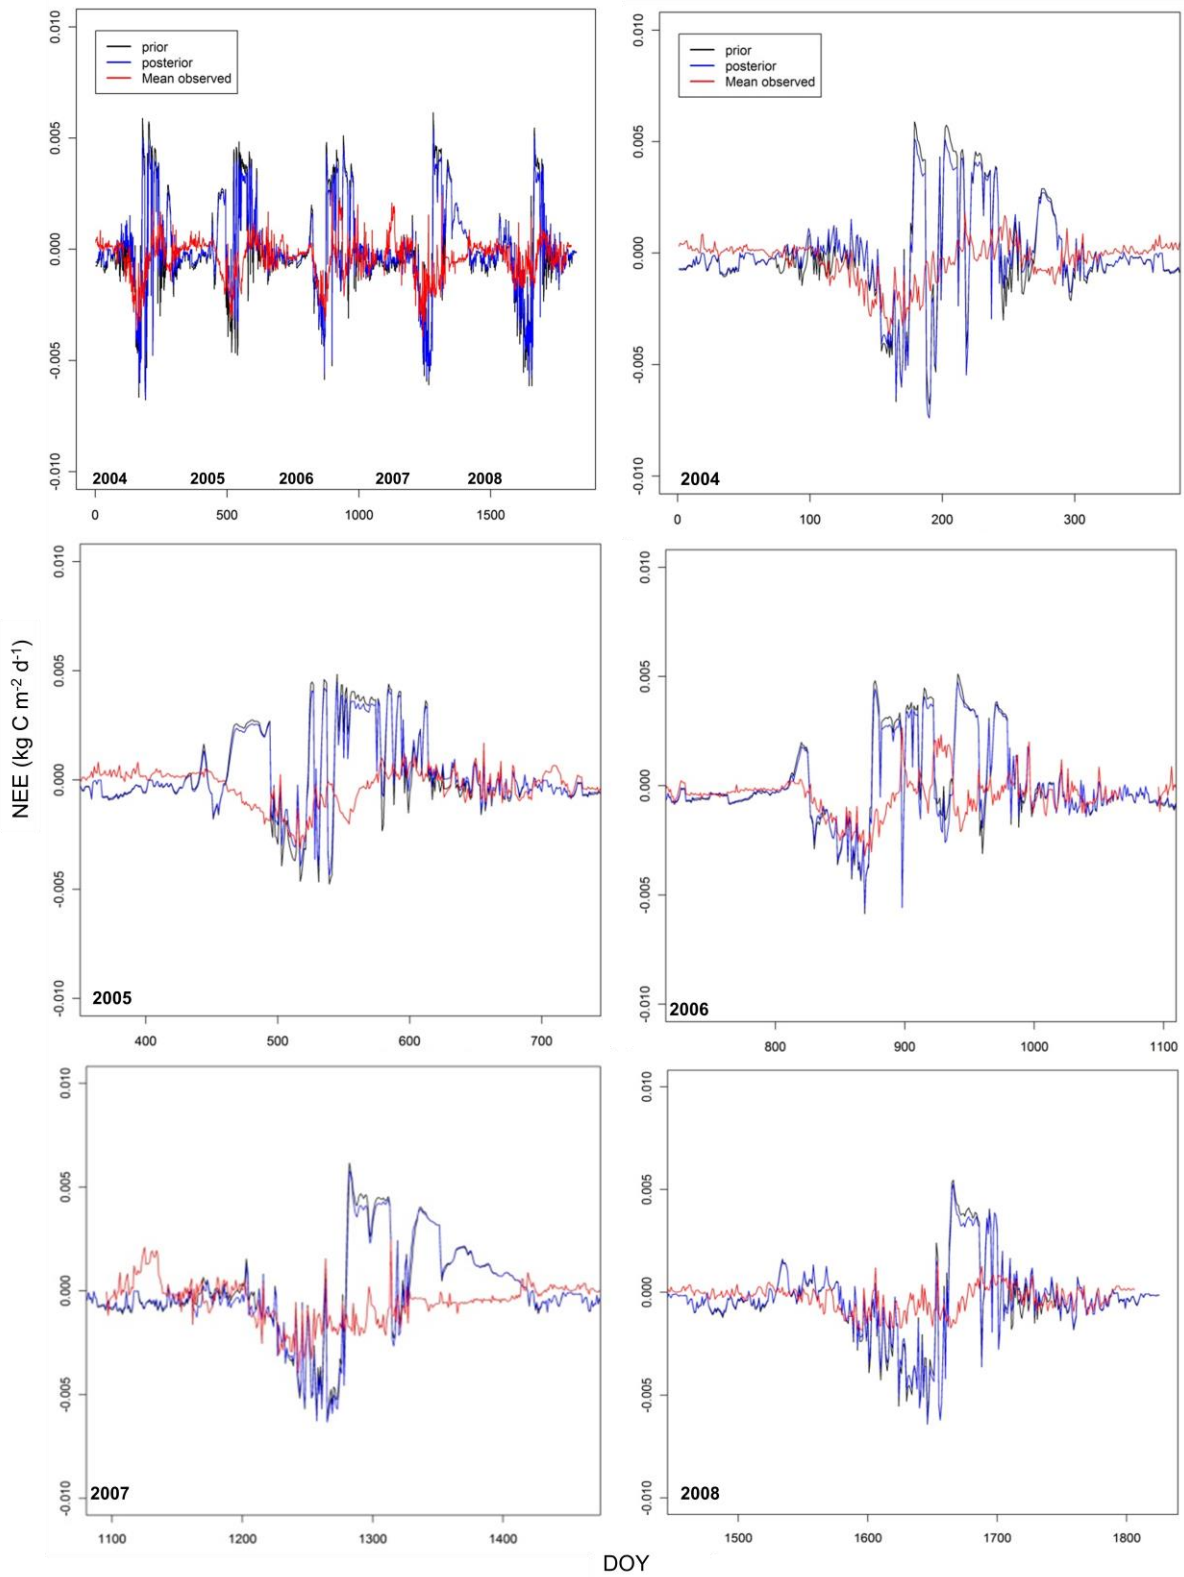 prior
posterior
Mean observed
0.010
0.005
0.000
-0.005
-0.010
2004 2005 2006 2007 2008
0 500 1000 1500
prior
posterior
Mean observed
0.010
0.005
0.000
-0.005
-0.010
2004
0 100 200 300
NEE (kg C m-2 d-1)
0.010
0.005
0.000
-0.005
-0.010
2005
400 500 600 700
0.010
0.005
0.000
-0.005
-0.010
2006
800 900 1000 1100
0.010
0.005
0.000
-0.005
-0.010
2007
1100 1200 1300 1400
0.010
0.005
0.000
-0.005
-0.010
2008
1500 1600 1700 1800
DOY